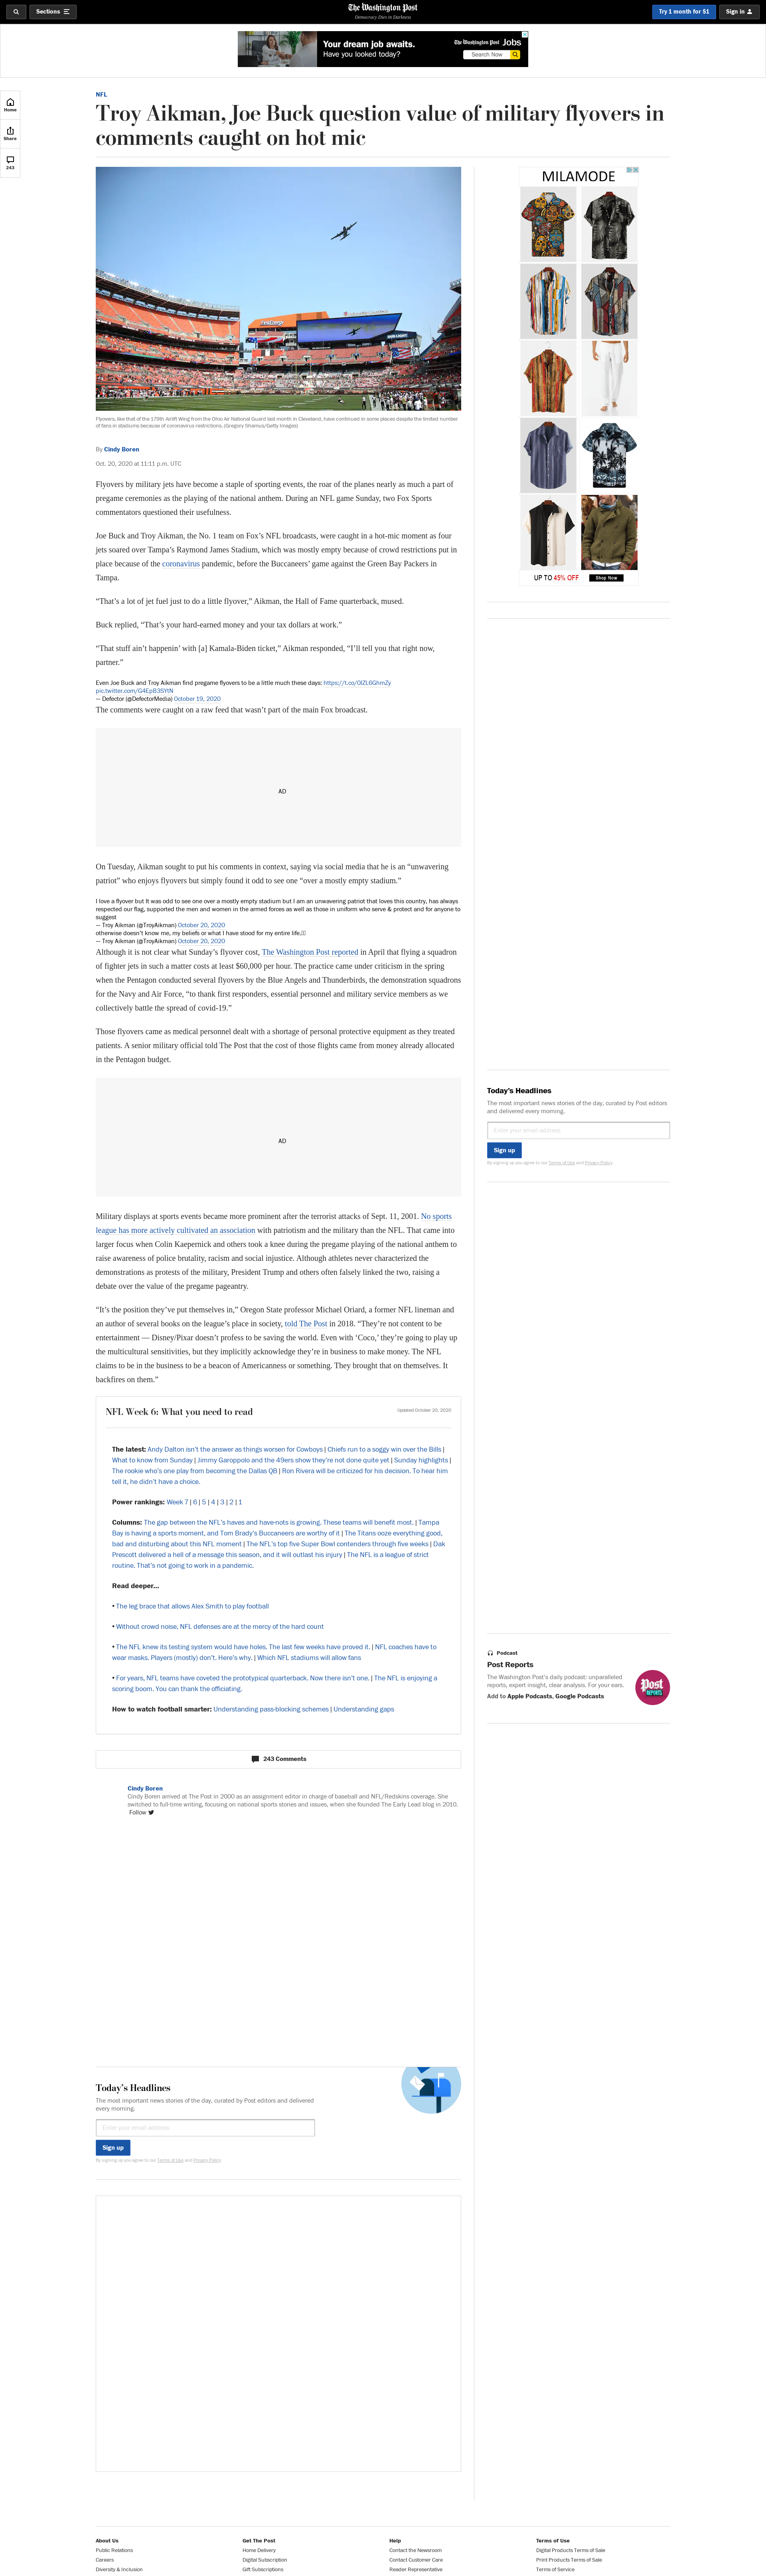 Sections
The Washington Post
Democracy Dies in Darkness
Try 1 month for $1
Sign in
Your dream job awaits.
Have you looked today?
The Washington Post Jobs
Search Now
Home
Share
243
NFL
Troy Aikman, Joe Buck question value of military flyovers in
comments caught on hot mic
Flyovers, like that of the 179th Airlift Wing from the Ohio Air National Guard last month in Cleveland, have continued in some places despite the limited number
of fans in stadiums because of coronavirus restrictions. (Gregory Shamus/Getty Images)
By Cindy Boren
Oct. 20, 2020 at 11:11 p.m. UTC
Flyovers by military jets have become a staple of sporting events, the roar of the planes nearly as much a part of
pregame ceremonies as the playing of the national anthem. During an NFL game Sunday, two Fox Sports
commentators questioned their usefulness.
Joe Buck and Troy Aikman, the No. 1 team on Fox’s NFL broadcasts, were caught in a hot-mic moment as four
jets soared over Tampa’s Raymond James Stadium, which was mostly empty because of crowd restrictions put in
place because of the coronavirus pandemic, before the Buccaneers’ game against the Green Bay Packers in
Tampa.
“That’s a lot of jet fuel just to do a little flyover,” Aikman, the Hall of Fame quarterback, mused.
Buck replied, “That’s your hard-earned money and your tax dollars at work.”
“That stuff ain’t happenin’ with [a] Kamala-Biden ticket,” Aikman responded, “I’ll tell you that right now,
partner.”
Even Joe Buck and Troy Aikman find pregame flyovers to be a little much these days:
— Defector (@DefectorMedia) October 19, 2020
The comments were caught on a raw feed that wasn’t part of the main Fox broadcast.
AD
On Tuesday, Aikman sought to put his comments in context, saying via social media that he is an “unwavering
patriot” who enjoys flyovers but simply found it odd to see one “over a mostly empty stadium.”
I love a flyover but It was odd to see one over a mostly empty stadium but I am an unwavering patriot that loves this country, has always
respected our flag, supported the men and women in the armed forces as well as those in uniform who serve & protect and for anyone to
suggest
— Troy Aikman (@TroyAikman) October 20, 2020
otherwise doesn’t know me, my beliefs or what I have stood for my entire life.
— Troy Aikman (@TroyAikman) October 20, 2020
Although it is not clear what Sunday’s flyover cost, The Washington Post reported in April that flying a squadron
of fighter jets in such a matter costs at least $60,000 per hour. The practice came under criticism in the spring
when the Pentagon conducted several flyovers by the Blue Angels and Thunderbirds, the demonstration squadrons
for the Navy and Air Force, “to thank first responders, essential personnel and military service members as we
collectively battle the spread of covid-19.”
Those flyovers came as medical personnel dealt with a shortage of personal protective equipment as they treated
patients. A senior military official told The Post that the cost of those flights came from money already allocated
in the Pentagon budget.
AD
Military displays at sports events became more prominent after the terrorist attacks of Sept. 11, 2001. No sports
league has more actively cultivated an association with patriotism and the military than the NFL. That came into
larger focus when Colin Kaepernick and others took a knee during the pregame playing of the national anthem to
raise awareness of police brutality, racism and social injustice. Although athletes never characterized the
demonstrations as protests of the military, President Trump and others often falsely linked the two, raising a
debate over the value of the pregame pageantry.
“It’s the position they’ve put themselves in,” Oregon State professor Michael Oriard, a former NFL lineman and
an author of several books on the league’s place in society, told The Post in 2018. “They’re not content to be
entertainment — Disney/Pixar doesn’t profess to be saving the world. Even with ‘Coco,’ they’re going to play up
the multicultural sensitivities, but they implicitly acknowledge they’re in business to make money. The NFL
claims to be in the business to be a beacon of Americanness or something. They brought that on themselves. It
backfires on them.”
NFL Week 6: What you need to read
Updated October 20, 2020
The latest: Andy Dalton isn’t the answer as things worsen for Cowboys | Chiefs run to a soggy win over the Bills |
What to know from Sunday | Jimmy Garoppolo and the 49ers show they’re not done quite yet | Sunday highlights |
The rookie who’s one play from becoming the Dallas QB | Ron Rivera will be criticized for his decision. To hear him
tell it, he didn’t have a choice.
Power rankings: Week 7 | 6 | 5 | 4 | 3 | 2 | 1
Columns: The gap between the NFL’s haves and have-nots is growing. These teams will benefit most. | Tampa
Bay is having a sports moment, and Tom Brady’s Buccaneers are worthy of it | The Titans ooze everything good,
bad and disturbing about this NFL moment | The NFL’s top five Super Bowl contenders through five weeks | Dak
Prescott delivered a hell of a message this season, and it will outlast his injury | The NFL is a league of strict
routine. That’s not going to work in a pandemic.
Read deeper...
• The leg brace that allows Alex Smith to play football
• Without crowd noise, NFL defenses are at the mercy of the hard count
• The NFL knew its testing system would have holes. The last few weeks have proved it. | NFL coaches have to
wear masks. Players (mostly) don’t. Here’s why. | Which NFL stadiums will allow fans
• For years, NFL teams have coveted the prototypical quarterback. Now there isn’t one. | The NFL is enjoying a
scoring boom. You can thank the officiating.
How to watch football smarter: Understanding pass-blocking schemes | Understanding gaps
243 Comments
Cindy Boren
Cindy Boren arrived at The Post in 2000 as an assignment editor in charge of baseball and NFL/Redskins coverage. She
switched to full-time writing, focusing on national sports stories and issues, when she founded The Early Lead blog in 2010.
Follow
Today’s Headlines
The most important news stories of the day, curated by Post editors and delivered
every morning.
Enter your email address
Sign up
By signing up you agree to our Terms of Use and Privacy Policy
MILAMODE
UP TO 45% OFF
Shop Now
Today’s Headlines
The most important news stories of the day, curated by Post editors
and delivered every morning.
Enter your email address
Sign up
By signing up you agree to our Terms of Use and Privacy Policy
Podcast
Post Reports
The Washington Post’s daily podcast: unparalleled
reports, expert insight, clear analysis. For your ears.
Add to Apple Podcasts, Google Podcasts
Post
REPORTS
About Us
Public Relations
Careers
Diversity & Inclusion
Get The Post
Home Delivery
Digital Subscription
Gift Subscriptions
Help
Contact the Newsroom
Contact Customer Care
Reader Representative
Terms of Use
Digital Products Terms of Sale
Print Products Terms of Sale
Terms of Service